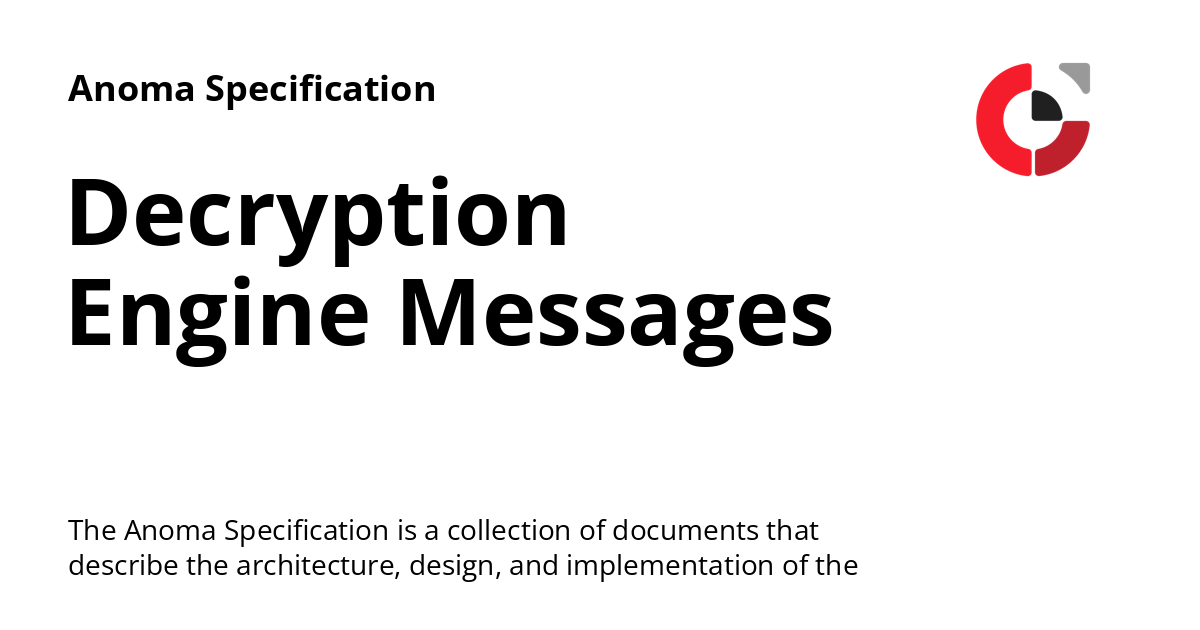 Anoma Specification
Decryption
Engine Messages
The Anoma Specification is a collection of documents that
describe the architecture, design, and implementation of the